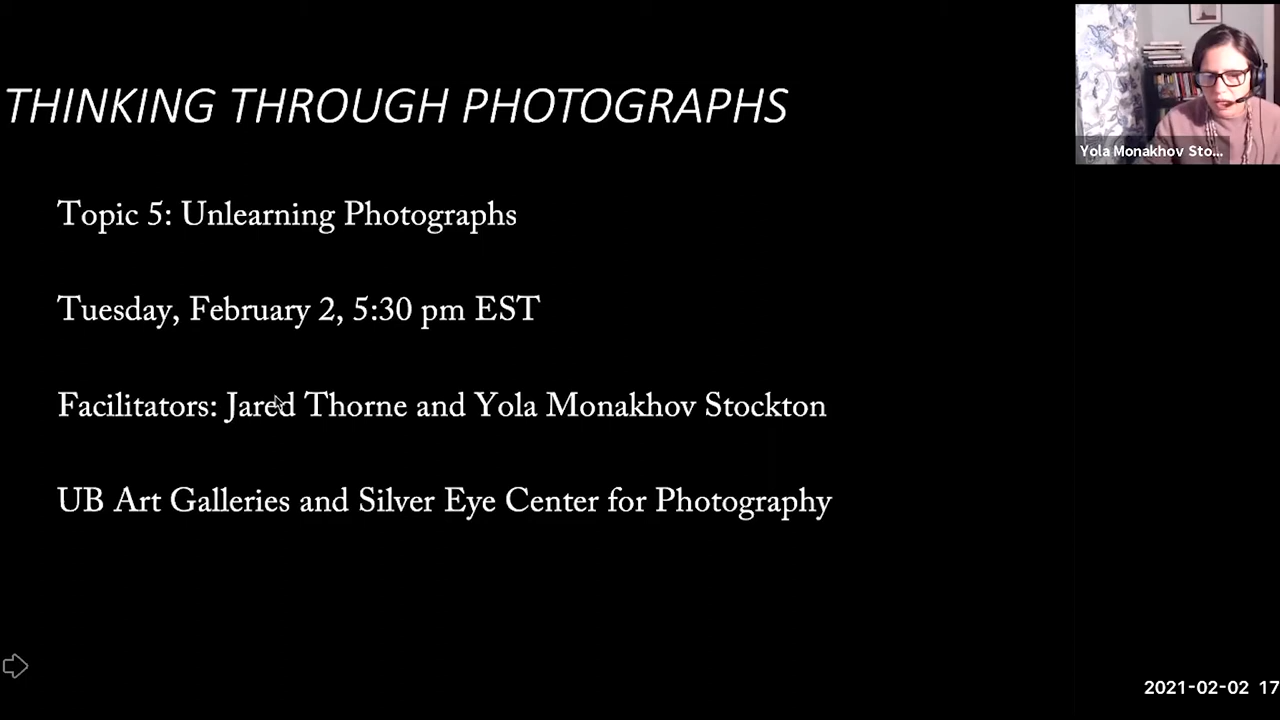 THINKING THROUGH PHOTOGRAPHS
Yola Monakhov Sto...
Topic 5: Unlearning Photographs
Tuesday, February 2, 5:30 pm EST
Facilitators: Jared Thorne and Yola Monakhov Stockton
UB Art Galleries and Silver Eye Center for Photography
2021-02-02 17